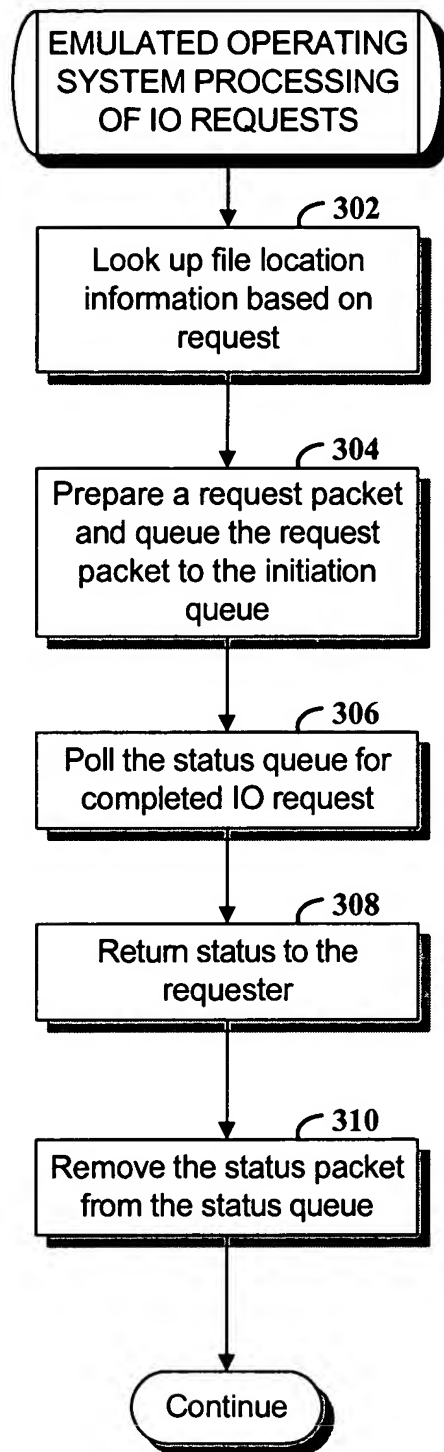 EMULATED OPERATING
SYSTEM PROCESSING
OF IO REQUESTS
302
Look up file location
information based on
request
304
Prepare a request packet
and queue the request
packet to the initiation
queue
306
Poll the status queue for
completed IO request
308
Return status to the
requester
310
Remove the status packet
from the status queue
Continue